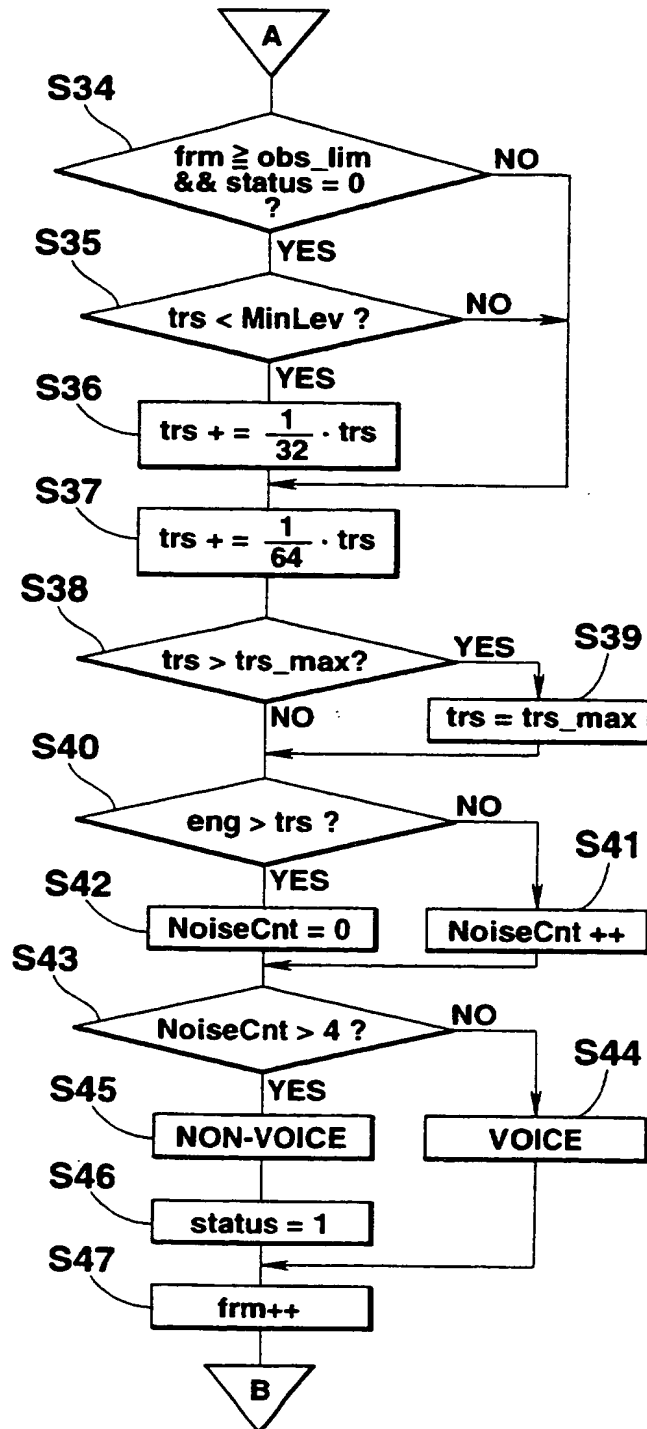 A
S34
frm ≧ obs_lim
&& status = 0
?
NO
YES
S35
trs < MinLev ?
NO
YES
S36
trs + = 1/32 · trs
S37
trs + = 1/64 · trs
S38
trs > trs_max?
YES
S39
trs = trs_max
NO
S40
eng > trs ?
NO
S41
YES
S42
NoiseCnt = 0
NoiseCnt ++
S43
NoiseCnt > 4 ?
NO
S44
YES
S45
NON-VOICE
VOICE
S46
status = 1
S47
frm++
B